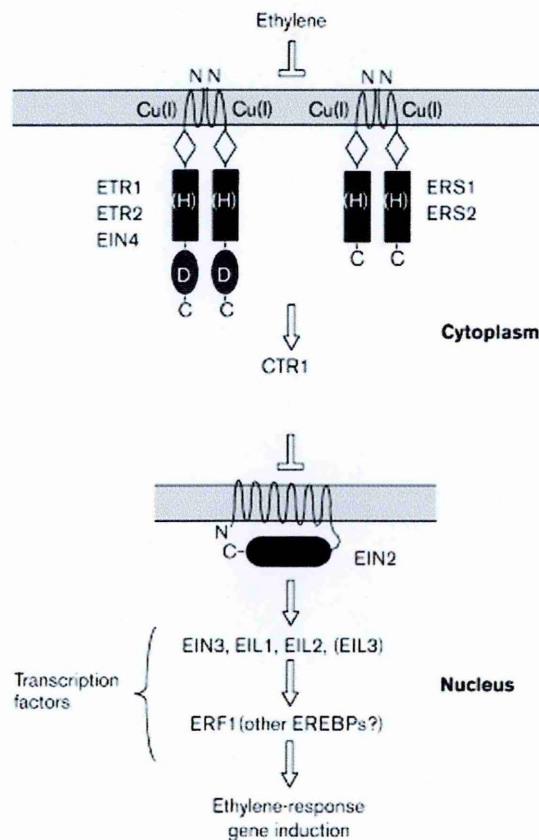 Ethylene
N N
N N
Cu(I)
Cu(I)
Cu(I)
Cu(I)
ETR1
ETR2
EIN4
(H)
(H)
(H)
(H)
ERS1
ERS2
D
D
C
C
C
C
Cytoplasm
CTR1
N
C-
EIN2
EIN3, EIL1, EIL2, (EIL3)
Transcription
factors
Nucleus
ERF1(other EREBPs?)
Ethylene-response
gene induction